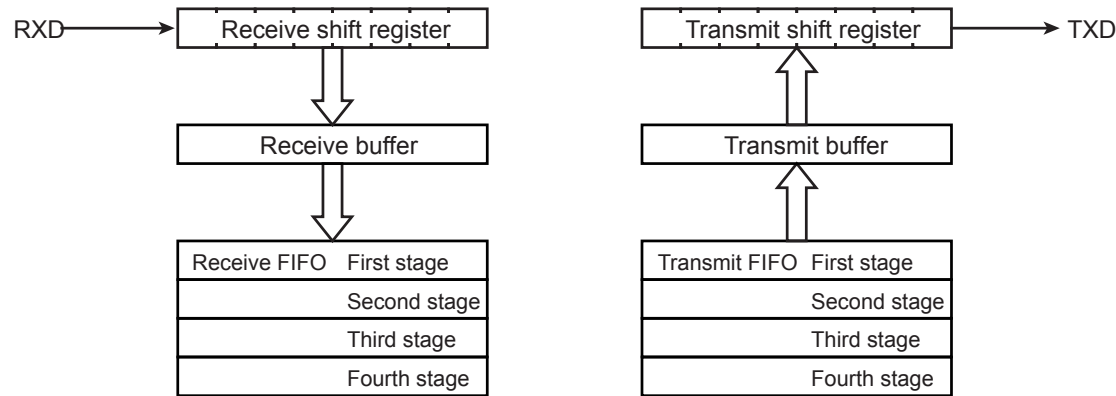 RXD
Receive shift register
Receive buffer
Receive FIFO First stage
Second stage
Third stage
Fourth stage
Transmit shift register
TXD
Transmit buffer
Transmit FIFO First stage
Second stage
Third stage
Fourth stage